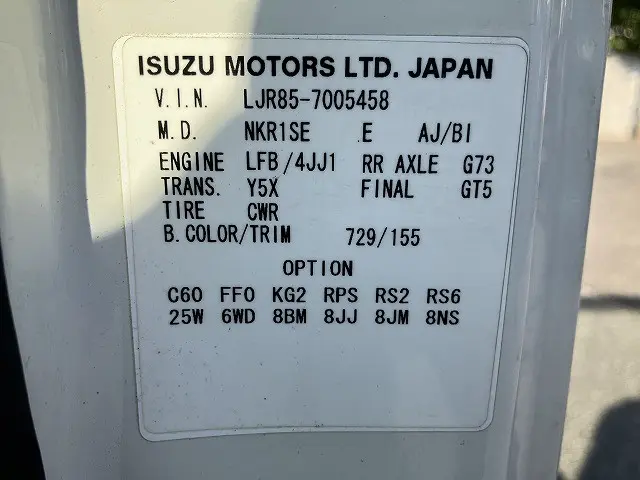 ISUZU MOTORS LTD. JAPAN
V.I.N. LJR85-7005458
M.D. NKR1SE E AJ/BI
ENGINE LFB/4JJ1 RR AXLE G73
TRANS. Y5X FINAL GT5
TIRE CWR
B.COLOR/TRIM 729/155
OPTION
C60 FF0 KG2 RPS RS2 RS6
25W 6WD 8BM 8JJ 8JM 8NS